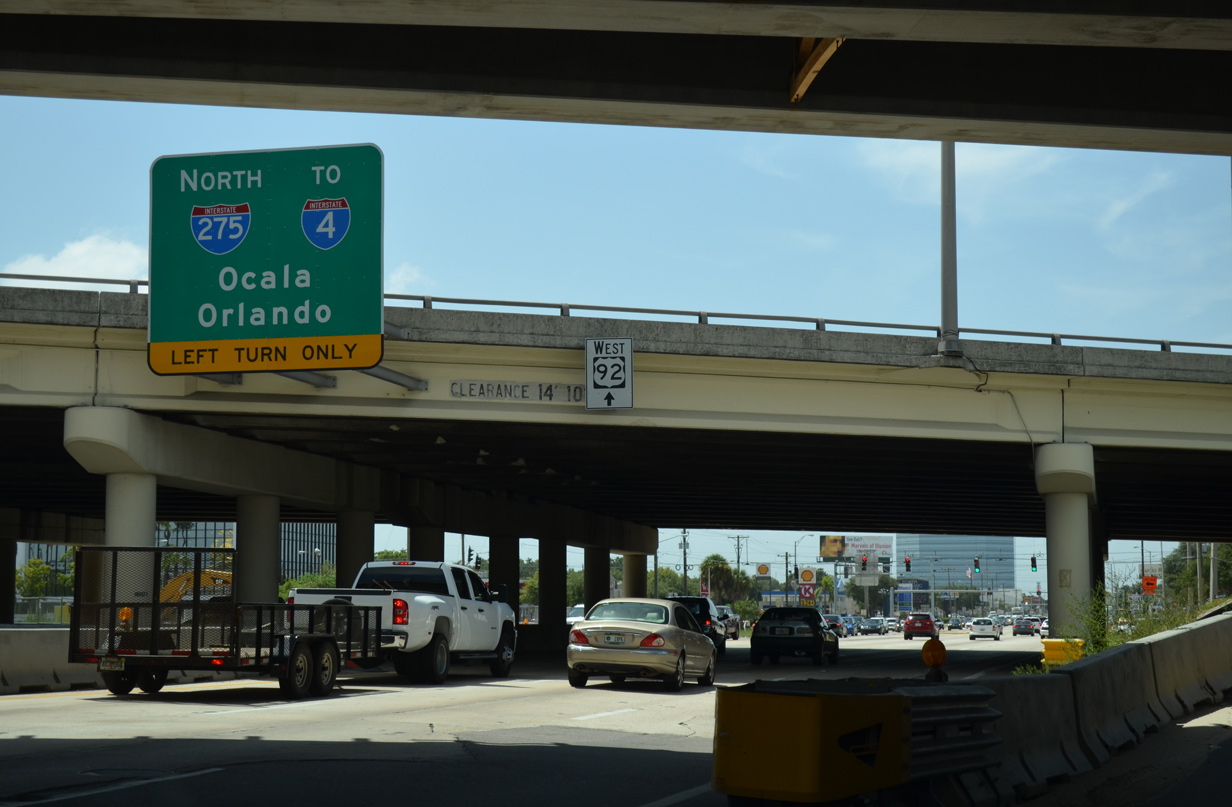 NORTH TO
INTERSTATE INTERSTATE
275 4
Ocala
Orlando
LEFT TURN ONLY
WEST
92
CLEARANCE 14' 10
K